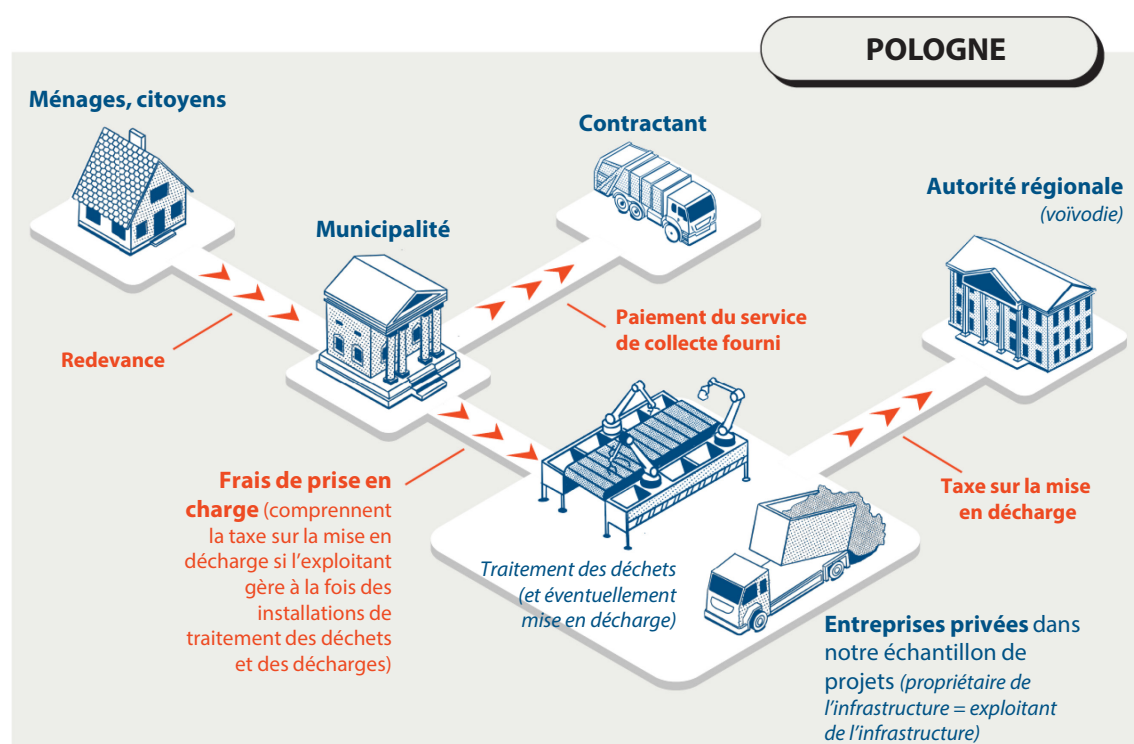 POLOGNE
Ménages, citoyens
Contractant
Autorité régionale
(voïvodie)
Municipalité
Redevance
Paiement du service
de collecte fourni
Frais de prise en
charge (comprennent
la taxe sur la mise en
décharge si l’exploitant
gère à la fois des
installations de
traitement des déchets
et des décharges)
Taxe sur la mise
en décharge
Traitement des déchets
(et éventuellement
mise en décharge)
Entreprises privées dans
notre échantillon de
projets (propriétaire de
l’infrastructure = exploitant
de l’infrastructure)